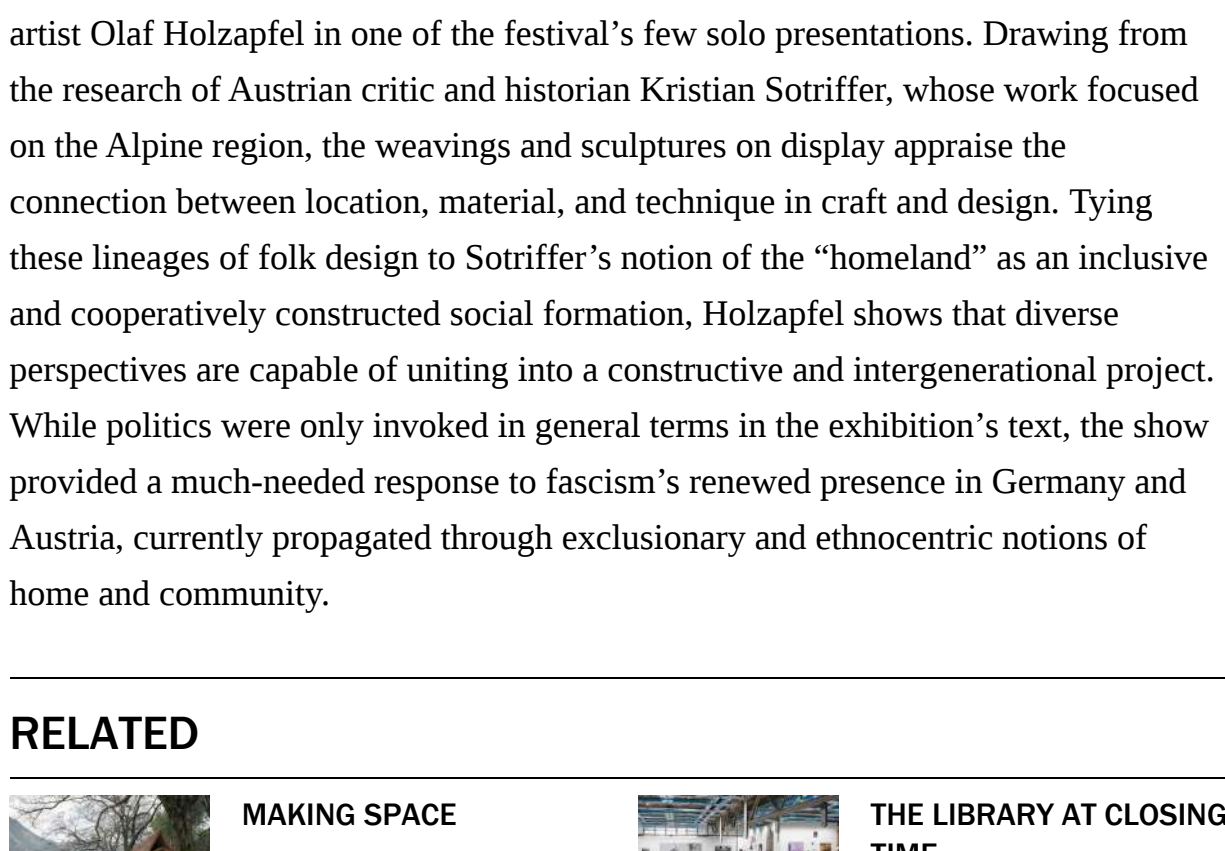 artist Olaf Holzapfel in one of the festival’s few solo presentations. Drawing from
the research of Austrian critic and historian Kristian Sotriffer, whose work focused
on the Alpine region, the weavings and sculptures on display appraise the
connection between location, material, and technique in craft and design. Tying
these lineages of folk design to Sotriffer’s notion of the “homeland” as an inclusive
and cooperatively constructed social formation, Holzapfel shows that diverse
perspectives are capable of uniting into a constructive and intergenerational project.
While politics were only invoked in general terms in the exhibition’s text, the show
provided a much-needed response to fascism’s renewed presence in Germany and
Austria, currently propagated through exclusionary and ethnocentric notions of
home and community.
RELATED
MAKING SPACE
THE LIBRARY AT CLOSING
TIME